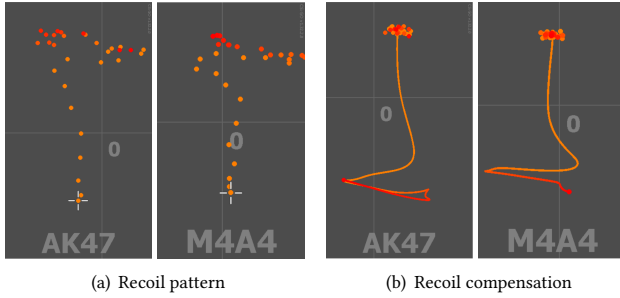 0
0
0
0
AK47
M4A4
AK47
M4A4
(a) Recoil pattern
(b) Recoil compensation